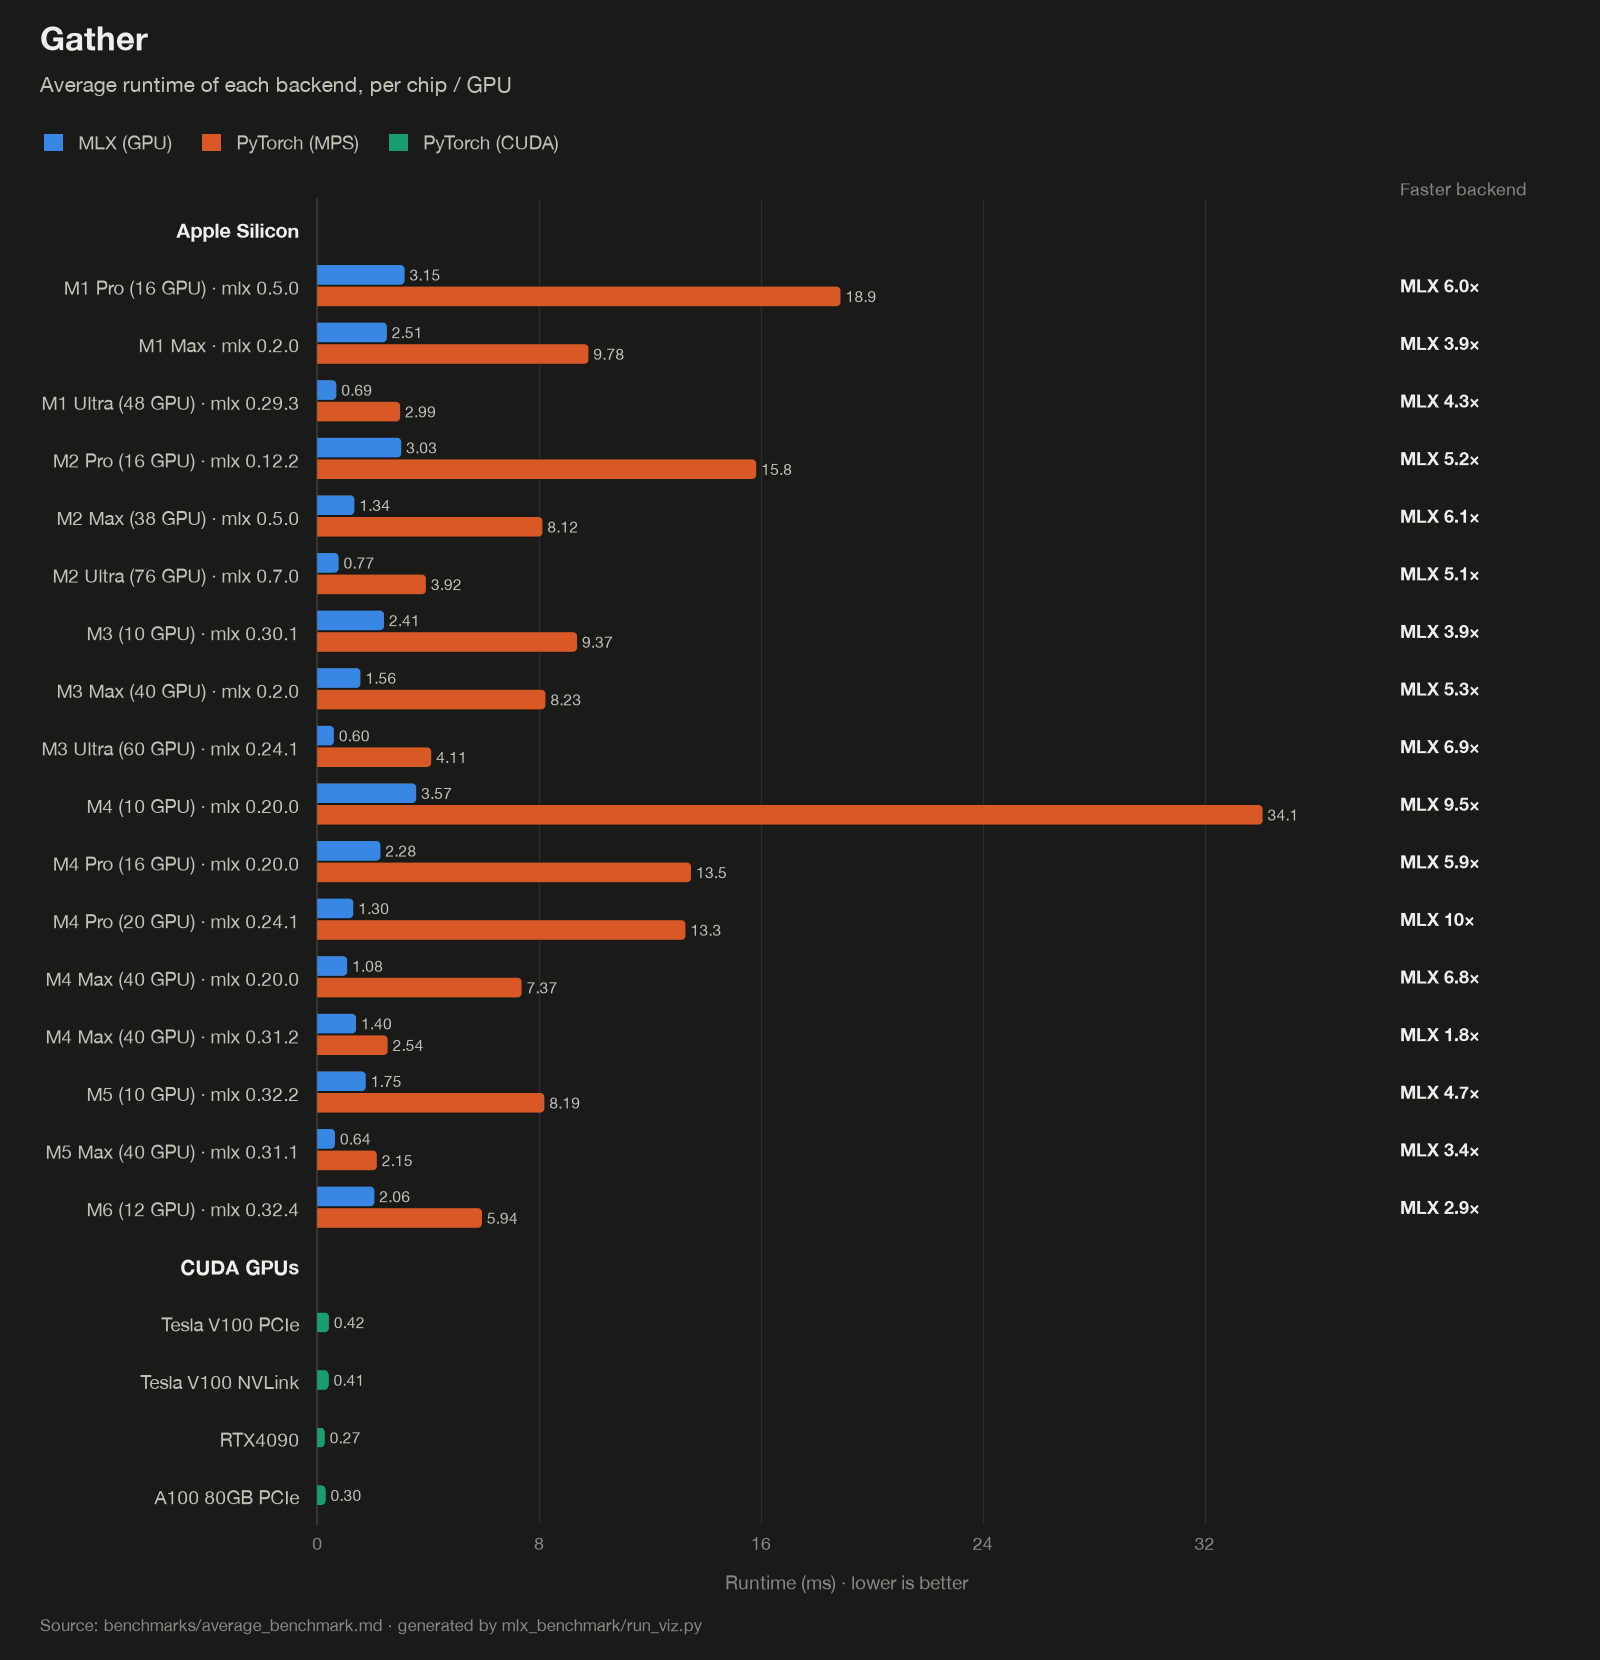 Gather
Average runtime of each backend, per chip / GPU
MLX (GPU) PyTorch (MPS) PyTorch (CUDA)
Faster backend
Apple Silicon
M1 Pro (16 GPU) · mlx 0.5.0 3.15 18.9 MLX 6.0×
M1 Max · mlx 0.2.0 2.51 9.78 MLX 3.9×
M1 Ultra (48 GPU) · mlx 0.29.3 0.69 2.99 MLX 4.3×
M2 Pro (16 GPU) · mlx 0.12.2 3.03 15.8 MLX 5.2×
M2 Max (38 GPU) · mlx 0.5.0 1.34 8.12 MLX 6.1×
M2 Ultra (76 GPU) · mlx 0.7.0 0.77 3.92 MLX 5.1×
M3 (10 GPU) · mlx 0.30.1 2.41 9.37 MLX 3.9×
M3 Max (40 GPU) · mlx 0.2.0 1.56 8.23 MLX 5.3×
M3 Ultra (60 GPU) · mlx 0.24.1 0.60 4.11 MLX 6.9×
M4 (10 GPU) · mlx 0.20.0 3.57 34.1 MLX 9.5×
M4 Pro (16 GPU) · mlx 0.20.0 2.28 13.5 MLX 5.9×
M4 Pro (20 GPU) · mlx 0.24.1 1.30 13.3 MLX 10×
M4 Max (40 GPU) · mlx 0.20.0 1.08 7.37 MLX 6.8×
M4 Max (40 GPU) · mlx 0.31.2 1.40 2.54 MLX 1.8×
M5 (10 GPU) · mlx 0.32.2 1.75 8.19 MLX 4.7×
M5 Max (40 GPU) · mlx 0.31.1 0.64 2.15 MLX 3.4×
M6 (12 GPU) · mlx 0.32.4 2.06 5.94 MLX 2.9×
CUDA GPUs
Tesla V100 PCIe 0.42
Tesla V100 NVLink 0.41
RTX4090 0.27
A100 80GB PCIe 0.30
0 8 16 24 32
Runtime (ms) · lower is better
Source: benchmarks/average_benchmark.md · generated by mlx_benchmark/run_viz.py